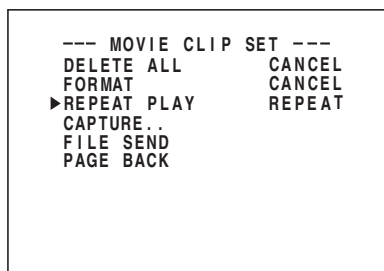 --- MOVIE CLIP SET ---
DELETE ALL CANCEL
FORMAT CANCEL
▶REPEAT PLAY REPEAT
CAPTURE..
FILE SEND
PAGE BACK